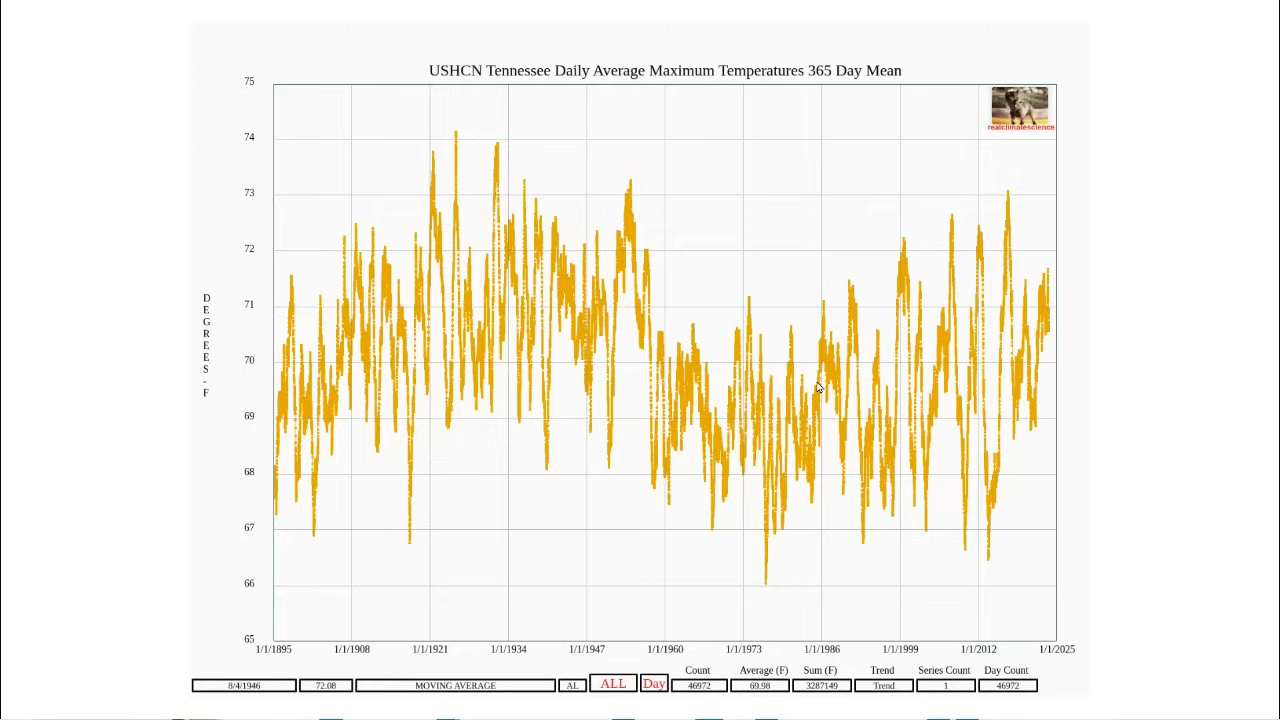 USHCN Tennessee Daily Average Maximum Temperatures 365 Day Mean
75
realclimatescience
74
73
72
71
DEGREES-F
70
69
68
67
66
65
1/1/1895 1/1/1908 1/1/1921 1/1/1934 1/1/1947 1/1/1960 1/1/1973 1/1/1986 1/1/1999 1/1/2012 1/1/2025
Count Average (F) Sum (F) Trend Series Count Day Count
8/4/1946 72.08 MOVING AVERAGE AL ALL Day 46972 69.98 3287149 Trend 1 46972